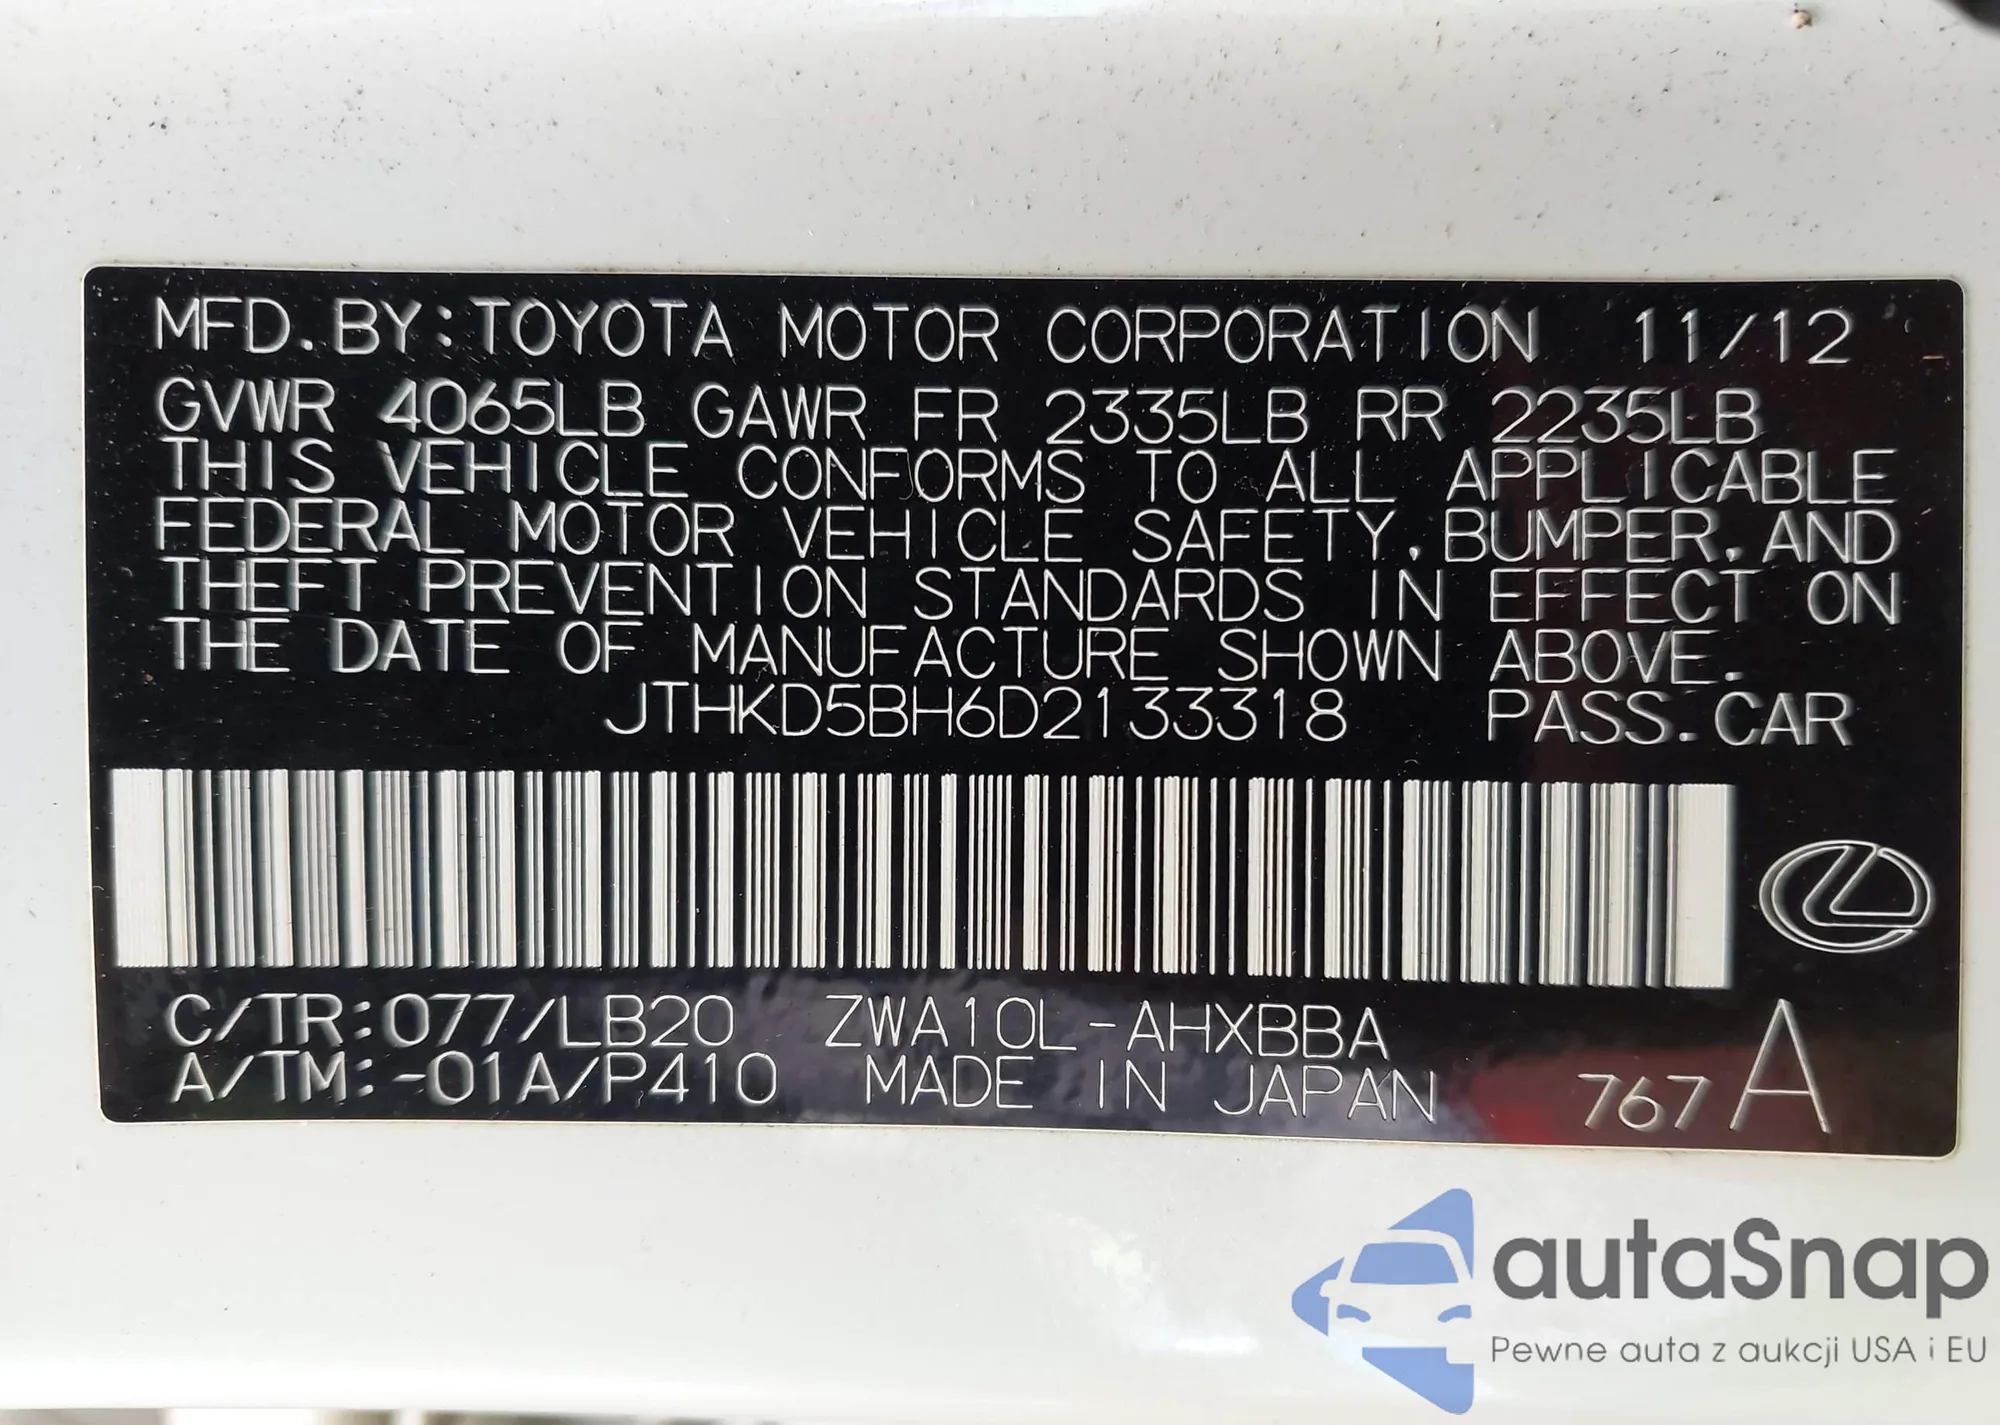 MFD.BY:TOYOTA MOTOR CORPORATION 11/12
GVWR 4065LB GAWR FR 2335LB RR 2235LB
THIS VEHICLE CONFORMS TO ALL APPLICABLE
FEDERAL MOTOR VEHICLE SAFETY,BUMPER,AND
THEFT PREVENTION STANDARDS IN EFFECT ON
THE DATE OF MANUFACTURE SHOWN ABOVE.
JTHKD5BH6D2133318 PASS.CAR
C/TR:077/LB20 ZWA10L-AHXBBA
A/TM:-01A/P410 MADE IN JAPAN 767 A
autaSnap
Pewne auta z aukcji USA i EU